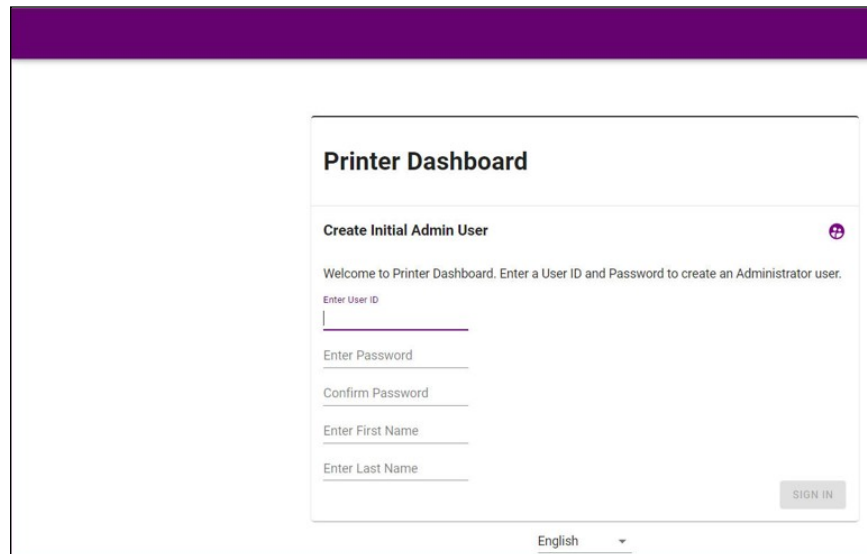 Printer Dashboard
Create Initial Admin User
Welcome to Printer Dashboard. Enter a User ID and Password to create an Administrator user.
Enter User ID
Enter Password
Confirm Password
Enter First Name
Enter Last Name
SIGN IN
English